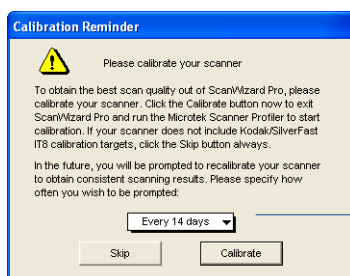 Calibration Reminder
Please calibrate your scanner
To obtain the best scan quality out of ScanWizard Pro, please
calibrate your scanner. Click the Calibrate button now to exit
ScanWizard Pro and run the Microtek Scanner Profiler to start
calibration. If your scanner does not include Kodak/SilverFast
IT8 calibration targets, click the Skip button always.
In the future, you will be prompted to recalibrate your scanner
to obtain consistent scanning results. Please specify how
often you wish to be prompted:
Every 14 days
Skip Calibrate